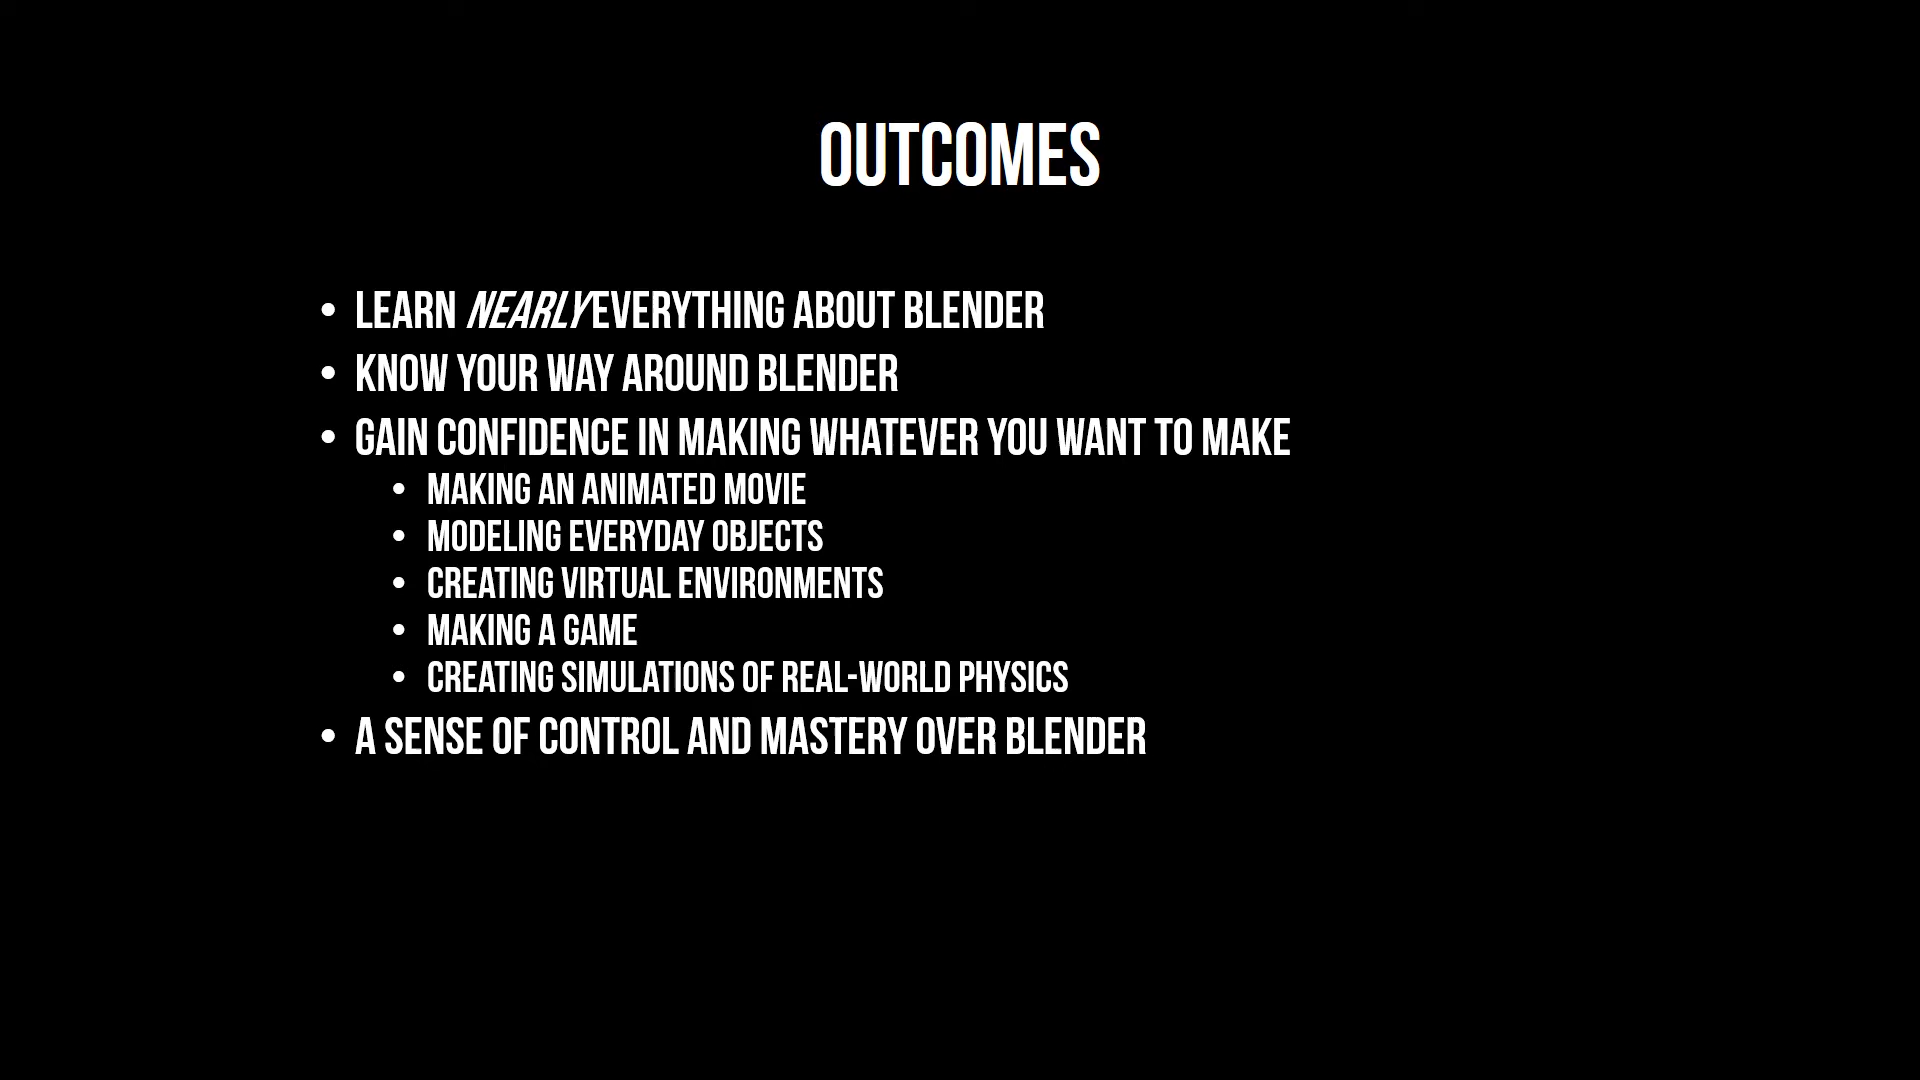 OUTCOMES
• LEARN NEARLY EVERYTHING ABOUT BLENDER
• KNOW YOUR WAY AROUND BLENDER
• GAIN CONFIDENCE IN MAKING WHATEVER YOU WANT TO MAKE
• MAKING AN ANIMATED MOVIE
• MODELING EVERYDAY OBJECTS
• CREATING VIRTUAL ENVIRONMENTS
• MAKING A GAME
• CREATING SIMULATIONS OF REAL-WORLD PHYSICS
• A SENSE OF CONTROL AND MASTERY OVER BLENDER